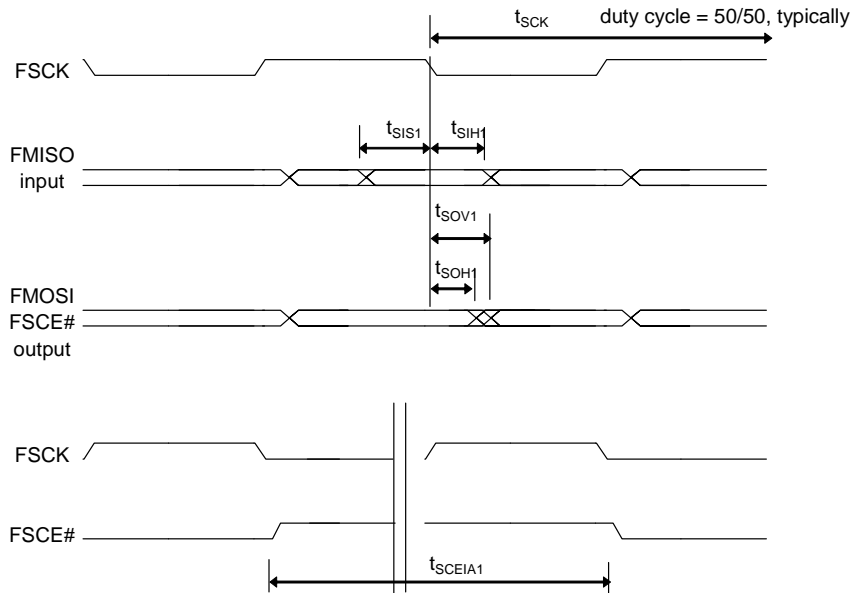 tSCK duty cycle = 50/50, typically
FSCK
tSIS1 tSIH1
FMISO
input
tSOV1
tSOH1
FMOSI
FSCE#
output
FSCK
FSCE#
tSCEIA1